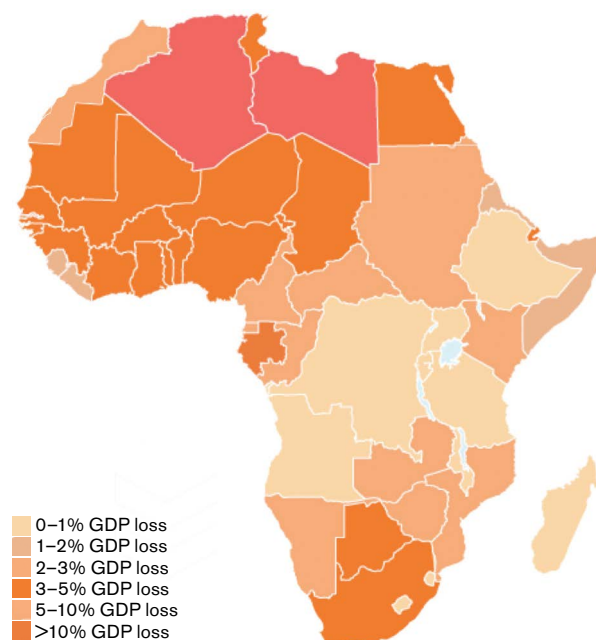 0–1% GDP loss
1–2% GDP loss
2–3% GDP loss
3–5% GDP loss
5–10% GDP loss
>10% GDP loss